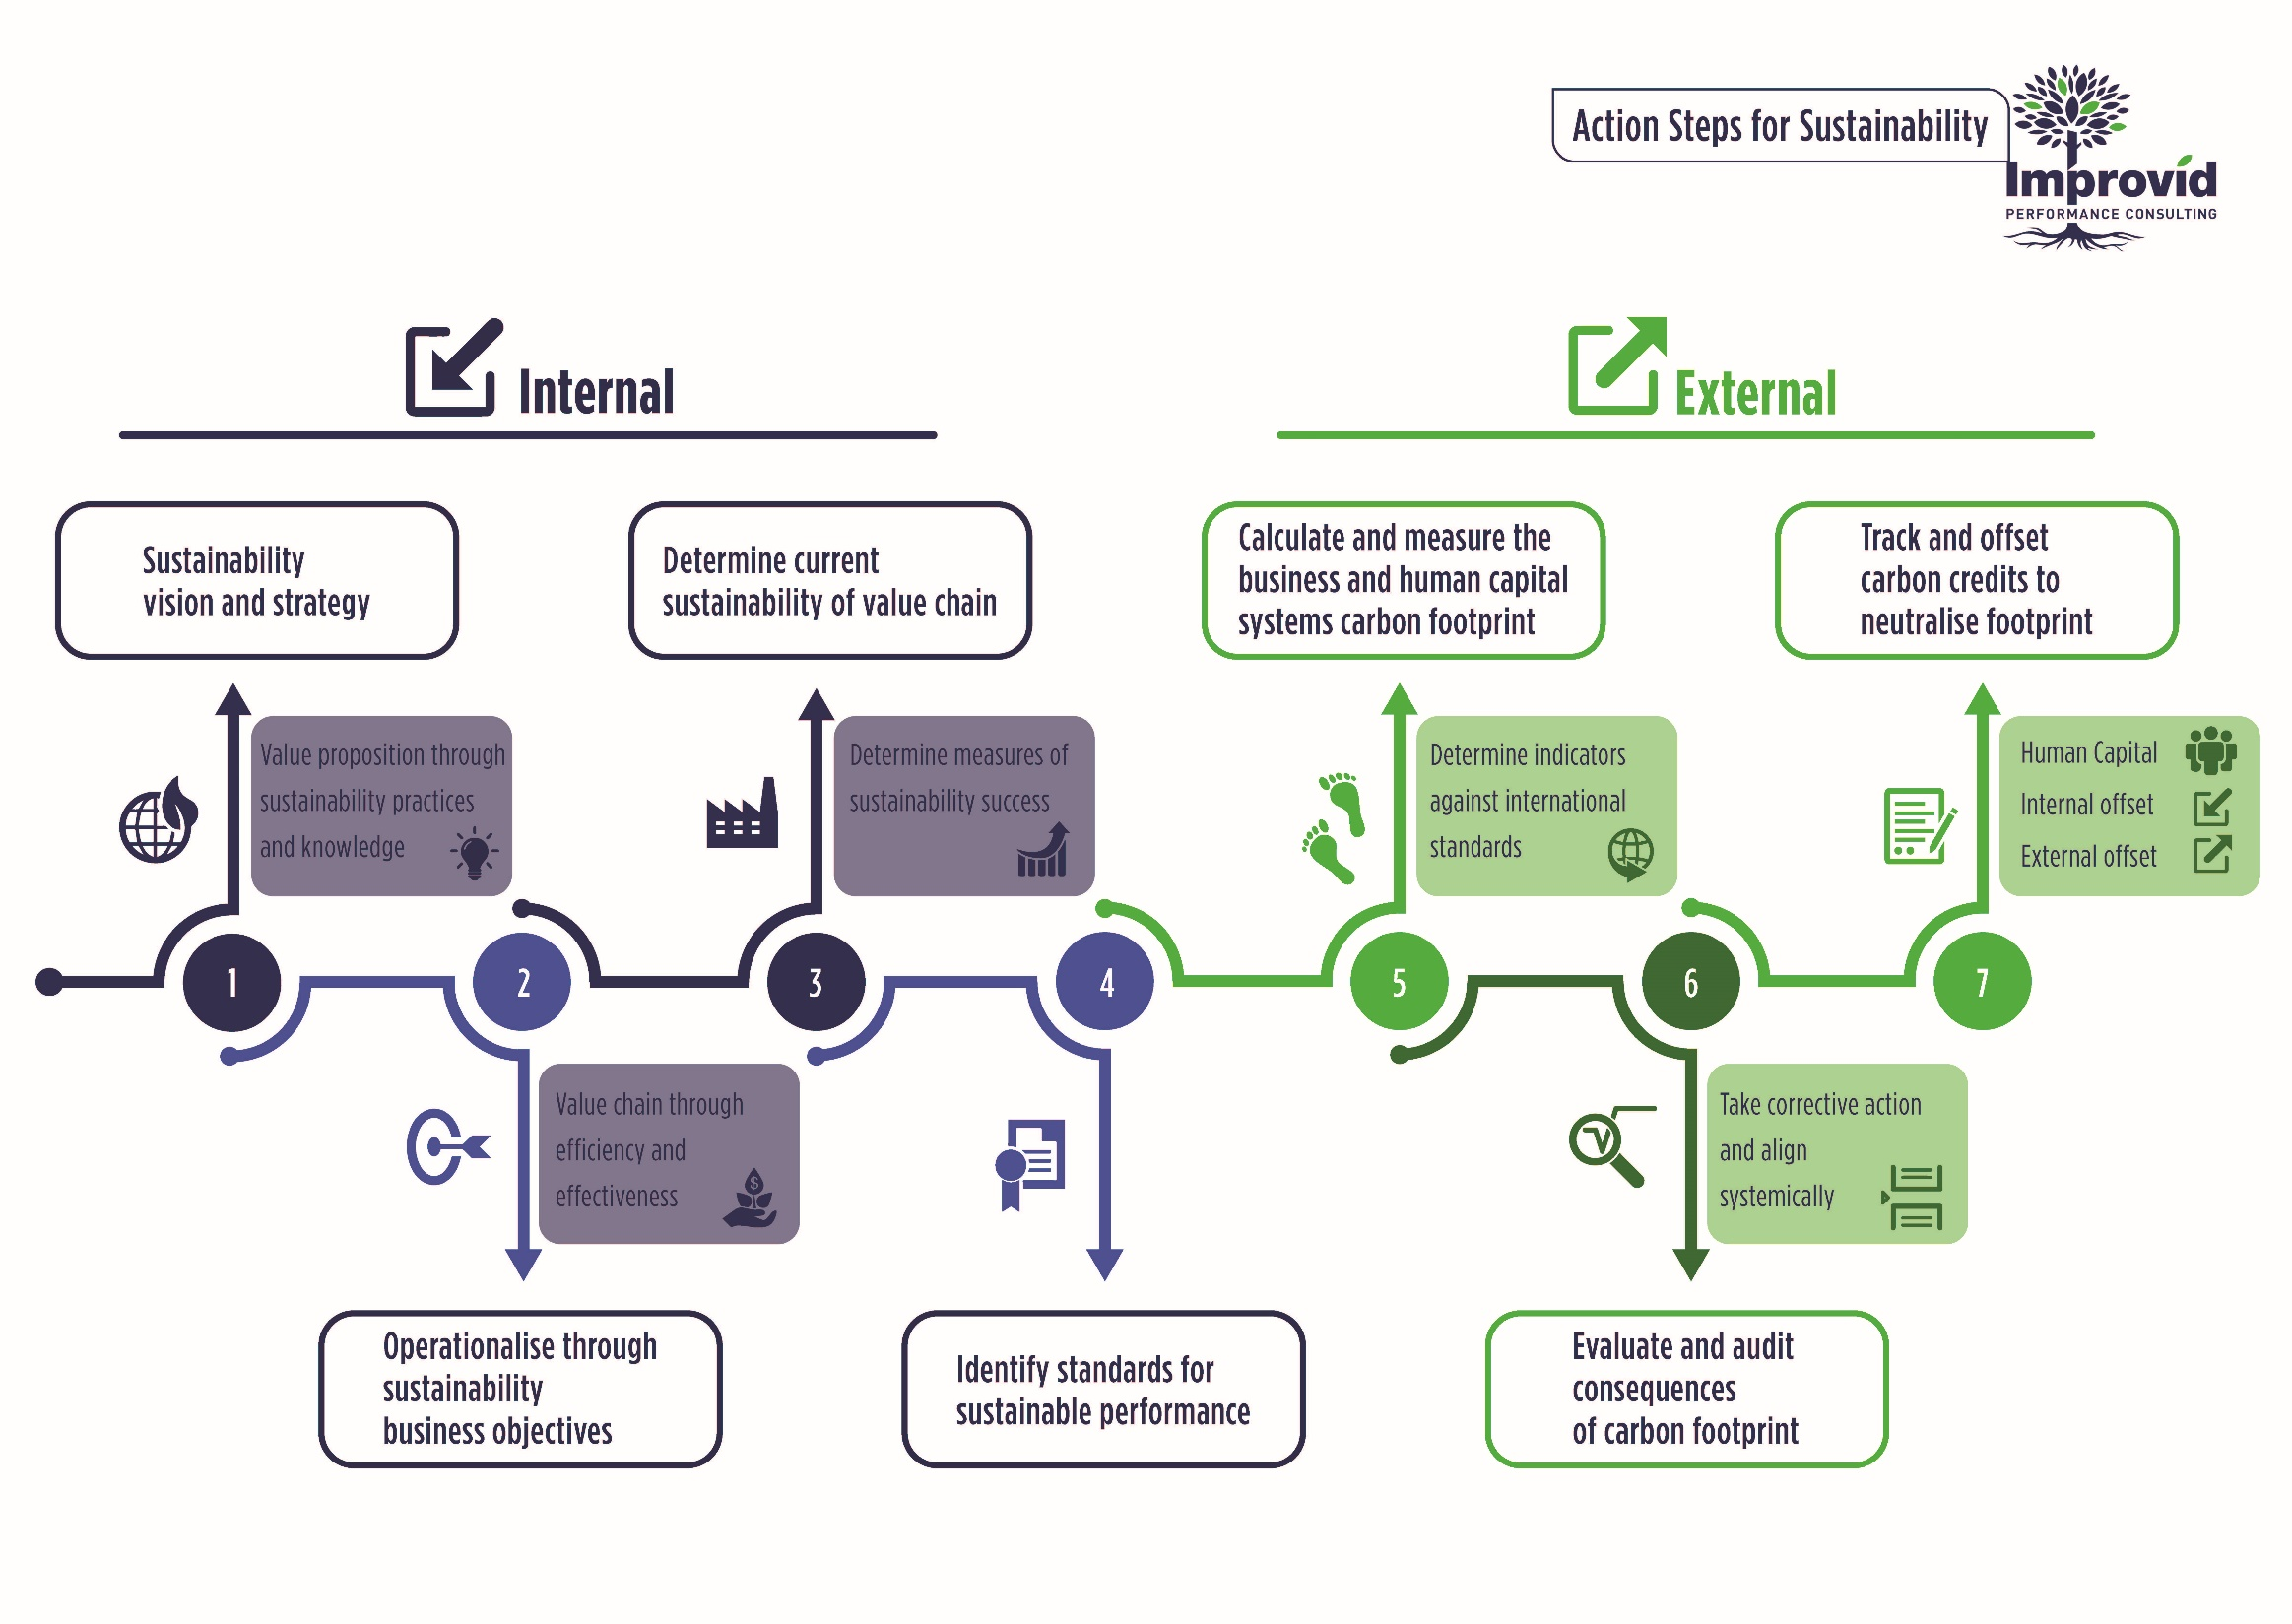 Action Steps for Sustainability
Improvid
PERFORMANCE CONSULTING
Internal
External
Sustainability
vision and strategy
Determine current
sustainability of value chain
Calculate and measure the
business and human capital
systems carbon footprint
Track and offset
carbon credits to
neutralise footprint
Value proposition through
sustainability practices
and knowledge
Determine measures of
sustainability success
Determine indicators
against international
standards
Human Capital
Internal offset
External offset
1
2
3
4
5
6
7
Value chain through
efficiency and
effectiveness
$
Take corrective action
and align
systemically
Operationalise through
sustainability
business objectives
Identify standards for
sustainable performance
Evaluate and audit
consequences
of carbon footprint